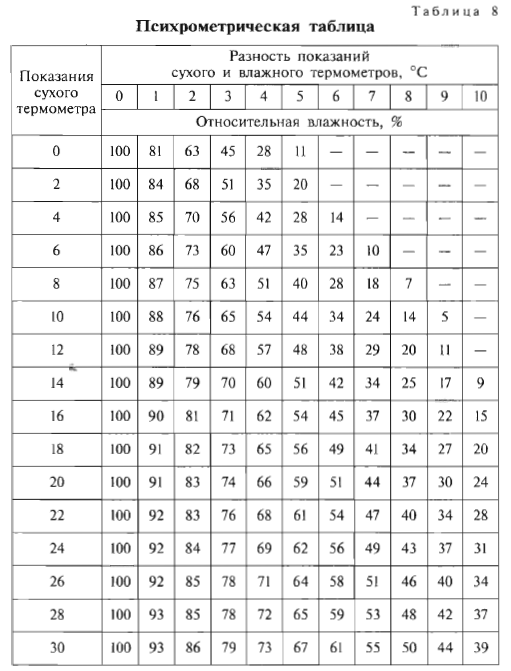 Таблица 8
Психрометрическая таблица
Показания сухого термометра
Разность показаний
сухого и влажного термометров, °C
0 1 2 3 4 5 6 7 8 9 10
Относительная влажность, %
0 100 81 63 45 28 11 — — — — —
2 100 84 68 51 35 20 — — — — —
4 100 85 70 56 42 28 14 — — — —
6 100 86 73 60 47 35 23 10 — — —
8 100 87 75 63 51 40 28 18 7 — —
10 100 88 76 65 54 44 34 24 14 5 —
12 100 89 78 68 57 48 38 29 20 11 —
14 100 89 79 70 60 51 42 34 25 17 9
16 100 90 81 71 62 54 45 37 30 22 15
18 100 91 82 73 65 56 49 41 34 27 20
20 100 91 83 74 66 59 51 44 37 30 24
22 100 92 83 76 68 61 54 47 40 34 28
24 100 92 84 77 69 62 56 49 43 37 31
26 100 92 85 78 71 64 58 51 46 40 34
28 100 93 85 78 72 65 59 53 48 42 37
30 100 93 86 79 73 67 61 55 50 44 39